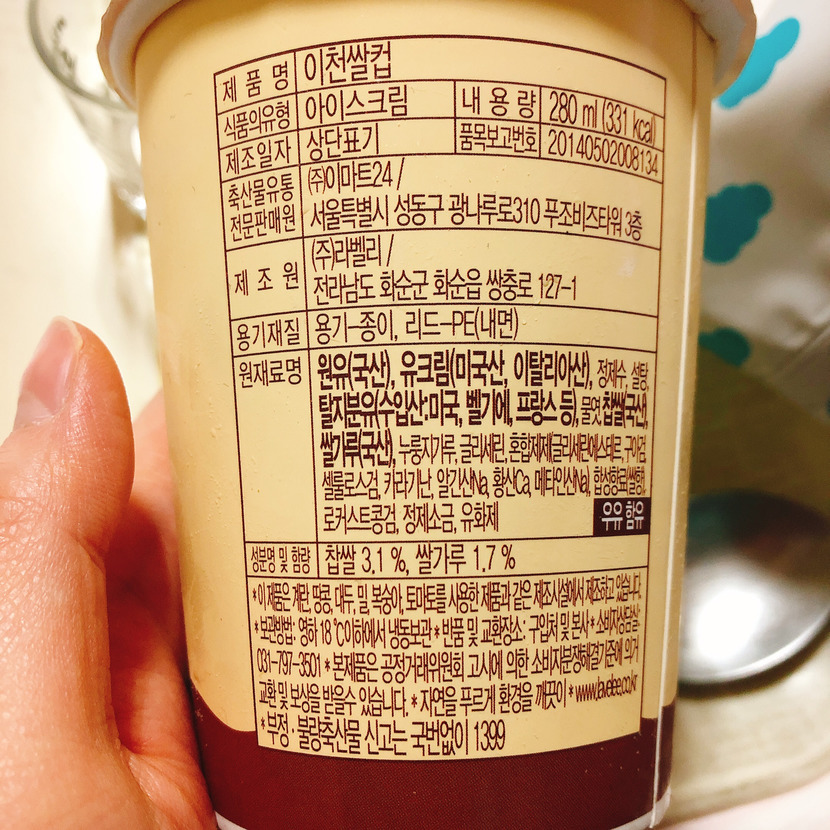 제 품 명 이천쌀컵
식품의유형 아이스크림 내 용 량 280 ml (331 kcal)
제조일자 상단표기 품목보고번호 20140502008134
축산물유통
전문판매원
(주)이마트24 /
서울특별시 성동구 광나루로310 푸조비즈타워 3층
제 조 원
(주)라벨리 /
전라남도 화순군 화순읍 쌍충로 127-1
용기재질 용기-종이, 리드-PE(내면)
원재료명 원유(국산), 유크림(미국산, 이탈리아산), 정제수, 설탕,
탈지분유수입산:미국, 벨기에, 프랑스 등), 물엿 찹쌀(국산),
쌀가루(국산), 누룽지가루, 글리세린, 혼합제제(글리세린에스테르, 구아검,
셀룰로스검, 카라기난, 알긴산Na, 황산Ca, 메타인산Na), 합성향료(쌀향),
로커스트콩검, 정제소금, 유화제 우유 함유
성분명 및 함량 찹쌀 3.1 %, 쌀가루 1.7 %
* 이 제품은 계란, 땅콩, 대두, 밀, 복숭아, 토마토를 사용한 제품과 같은 제조시설에서 제조하고 있습니다.
* 보관방법: 영하 18 ℃이하에서 냉동보관 * 반품 및 교환장소: 구입처 및 본사 * 소비자상담실:
031-797-3501 * 본제품은 공정거래위원회 고시에 의한 소비자분쟁해결기준에 의거
교환 및 보상을 받을수 있습니다. * 자연을 푸르게 환경을 깨끗이 * www.lavelee.co.kr
* 부정·불량축산물 신고는 국번없이 1399